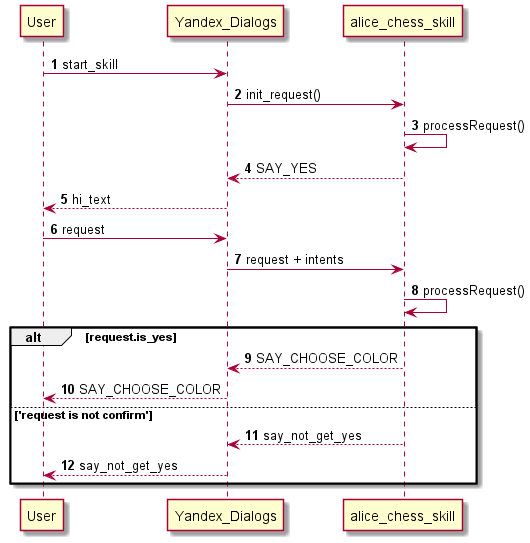 User Yandex_Dialogs alice_chess_skill
1 start_skill
2 init_request()
3 processRequest()
4 SAY_YES
5 hi_text
6 request
7 request + intents
8 processRequest()
alt [request.is_yes]
9 SAY_CHOOSE_COLOR
10 SAY_CHOOSE_COLOR
['request is not confirm']
11 say_not_get_yes
12 say_not_get_yes
User Yandex_Dialogs alice_chess_skill